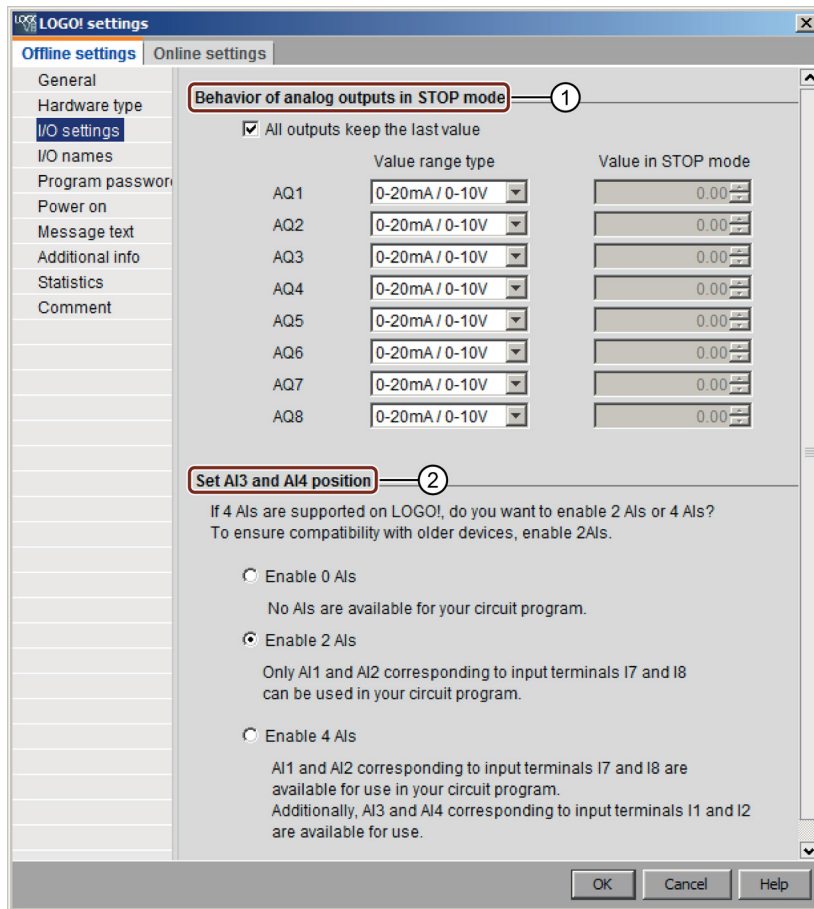 LOGO! settings
Offline settings Online settings
General
Hardware type
I/O settings
I/O names
Program passwor
Power on
Message text
Additional info
Statistics
Comment
Behavior of analog outputs in STOP mode 1
All outputs keep the last value
Value range type Value in STOP mode
AQ1 0-20mA / 0-10V 0.00
AQ2 0-20mA / 0-10V 0.00
AQ3 0-20mA / 0-10V 0.00
AQ4 0-20mA / 0-10V 0.00
AQ5 0-20mA / 0-10V 0.00
AQ6 0-20mA / 0-10V 0.00
AQ7 0-20mA / 0-10V 0.00
AQ8 0-20mA / 0-10V 0.00
Set AI3 and AI4 position 2
If 4 AIs are supported on LOGO!, do you want to enable 2 AIs or 4 AIs?
To ensure compatibility with older devices, enable 2AIs.
Enable 0 AIs
No AIs are available for your circuit program.
Enable 2 AIs
Only AI1 and AI2 corresponding to input terminals I7 and I8
can be used in your circuit program.
Enable 4 AIs
AI1 and AI2 corresponding to input terminals I7 and I8 are
available for use in your circuit program.
Additionally, AI3 and AI4 corresponding to input terminals I1 and I2
are available for use.
OK Cancel Help